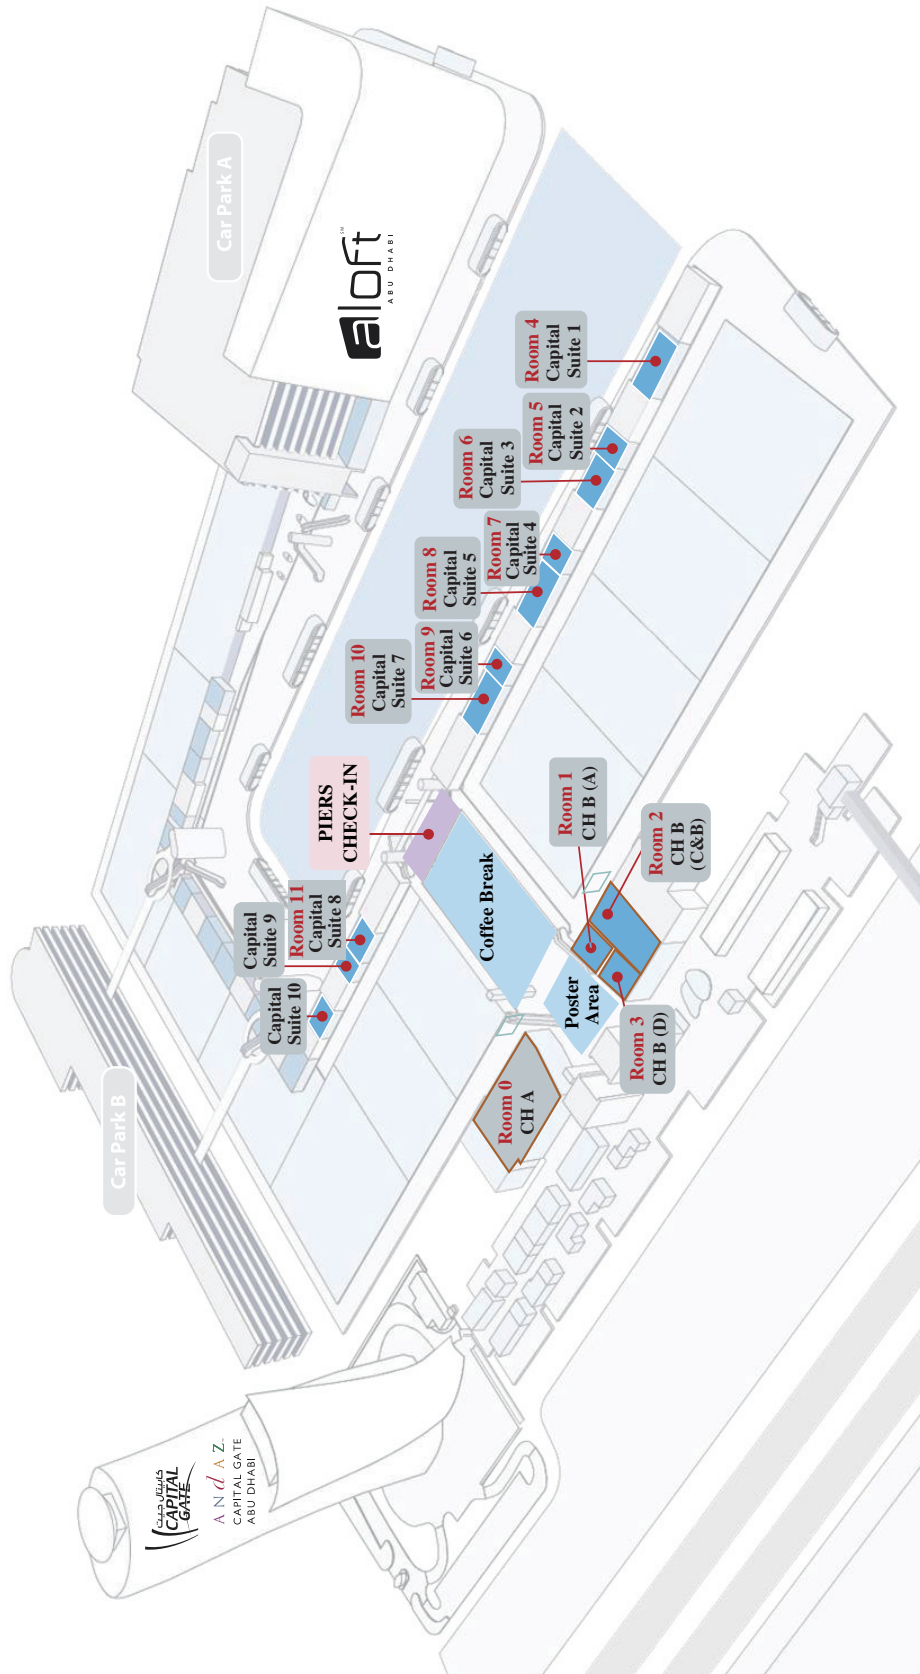 Car Park B
Car Park A
كابيتال جيت
CAPITAL
GATE
ANdAZ.
CAPITAL GATE
ABU DHABI
aloft
SM
ABU DHABI
Capital
Suite 10
Capital
Suite 9
Room 11
Capital
Suite 8
PIERS
CHECK-IN
Room 10
Capital
Suite 7
Room 9
Capital
Suite 6
Room 8
Capital
Suite 5
Room 7
Capital
Suite 4
Room 6
Capital
Suite 3
Room 5
Capital
Suite 2
Room 4
Capital
Suite 1
Coffee Break
Poster
Area
Room 0
CH A
Room 1
CH B (A)
Room 2
CH B
(C&B)
Room 3
CH B (D)